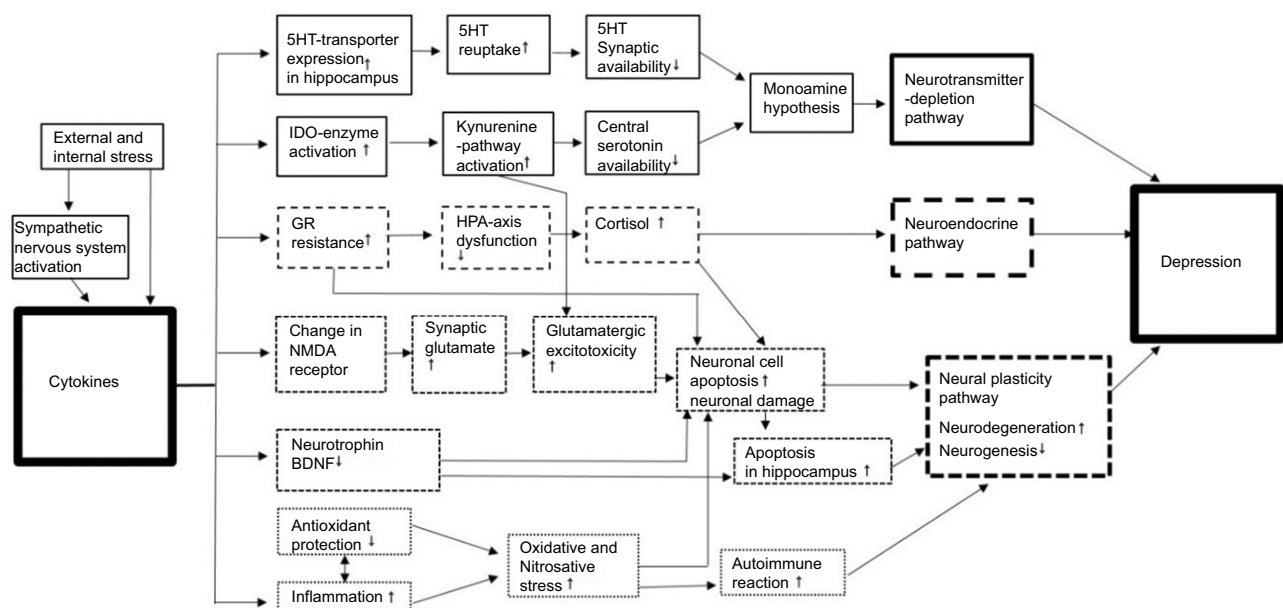 5HT-transporter
expression↑
in hippocampus
5HT
reuptake↑
5HT
Synaptic
availability↓
Monoamine
hypothesis
Neurotransmitter
-depletion
pathway
External and
internal stress
IDO-enzyme
activation ↑
Kynurenine
-pathway
activation↑
Central
serotonin
availability↓
Sympathetic
nervous system
activation
GR
resistance↑
HPA-axis
dysfunction
↓
Cortisol ↑
Neuroendocrine
pathway
Depression
Cytokines
Change in
NMDA
receptor
Synaptic
glutamate
↑
Glutamatergic
excitotoxicity
↑
Neuronal cell
apoptosis↑
neuronal damage
Neural plasticity
pathway
Neurodegeneration↑
Neurogenesis↓
Neurotrophin
BDNF↓
Apoptosis
in hippocampus ↑
Antioxidant
protection ↓
Oxidative and
Nitrosative
stress ↑
Autoimmune
reaction ↑
Inflammation ↑